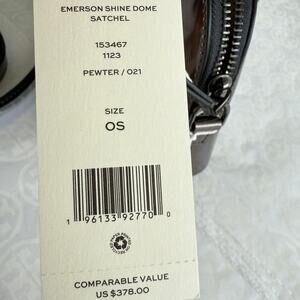 EMERSON SHINE DOME
SATCHEL
153467
1123
PEWTER / 021
SIZE
OS
1 96133 92770 0
COMPARABLE VALUE
US $378.00